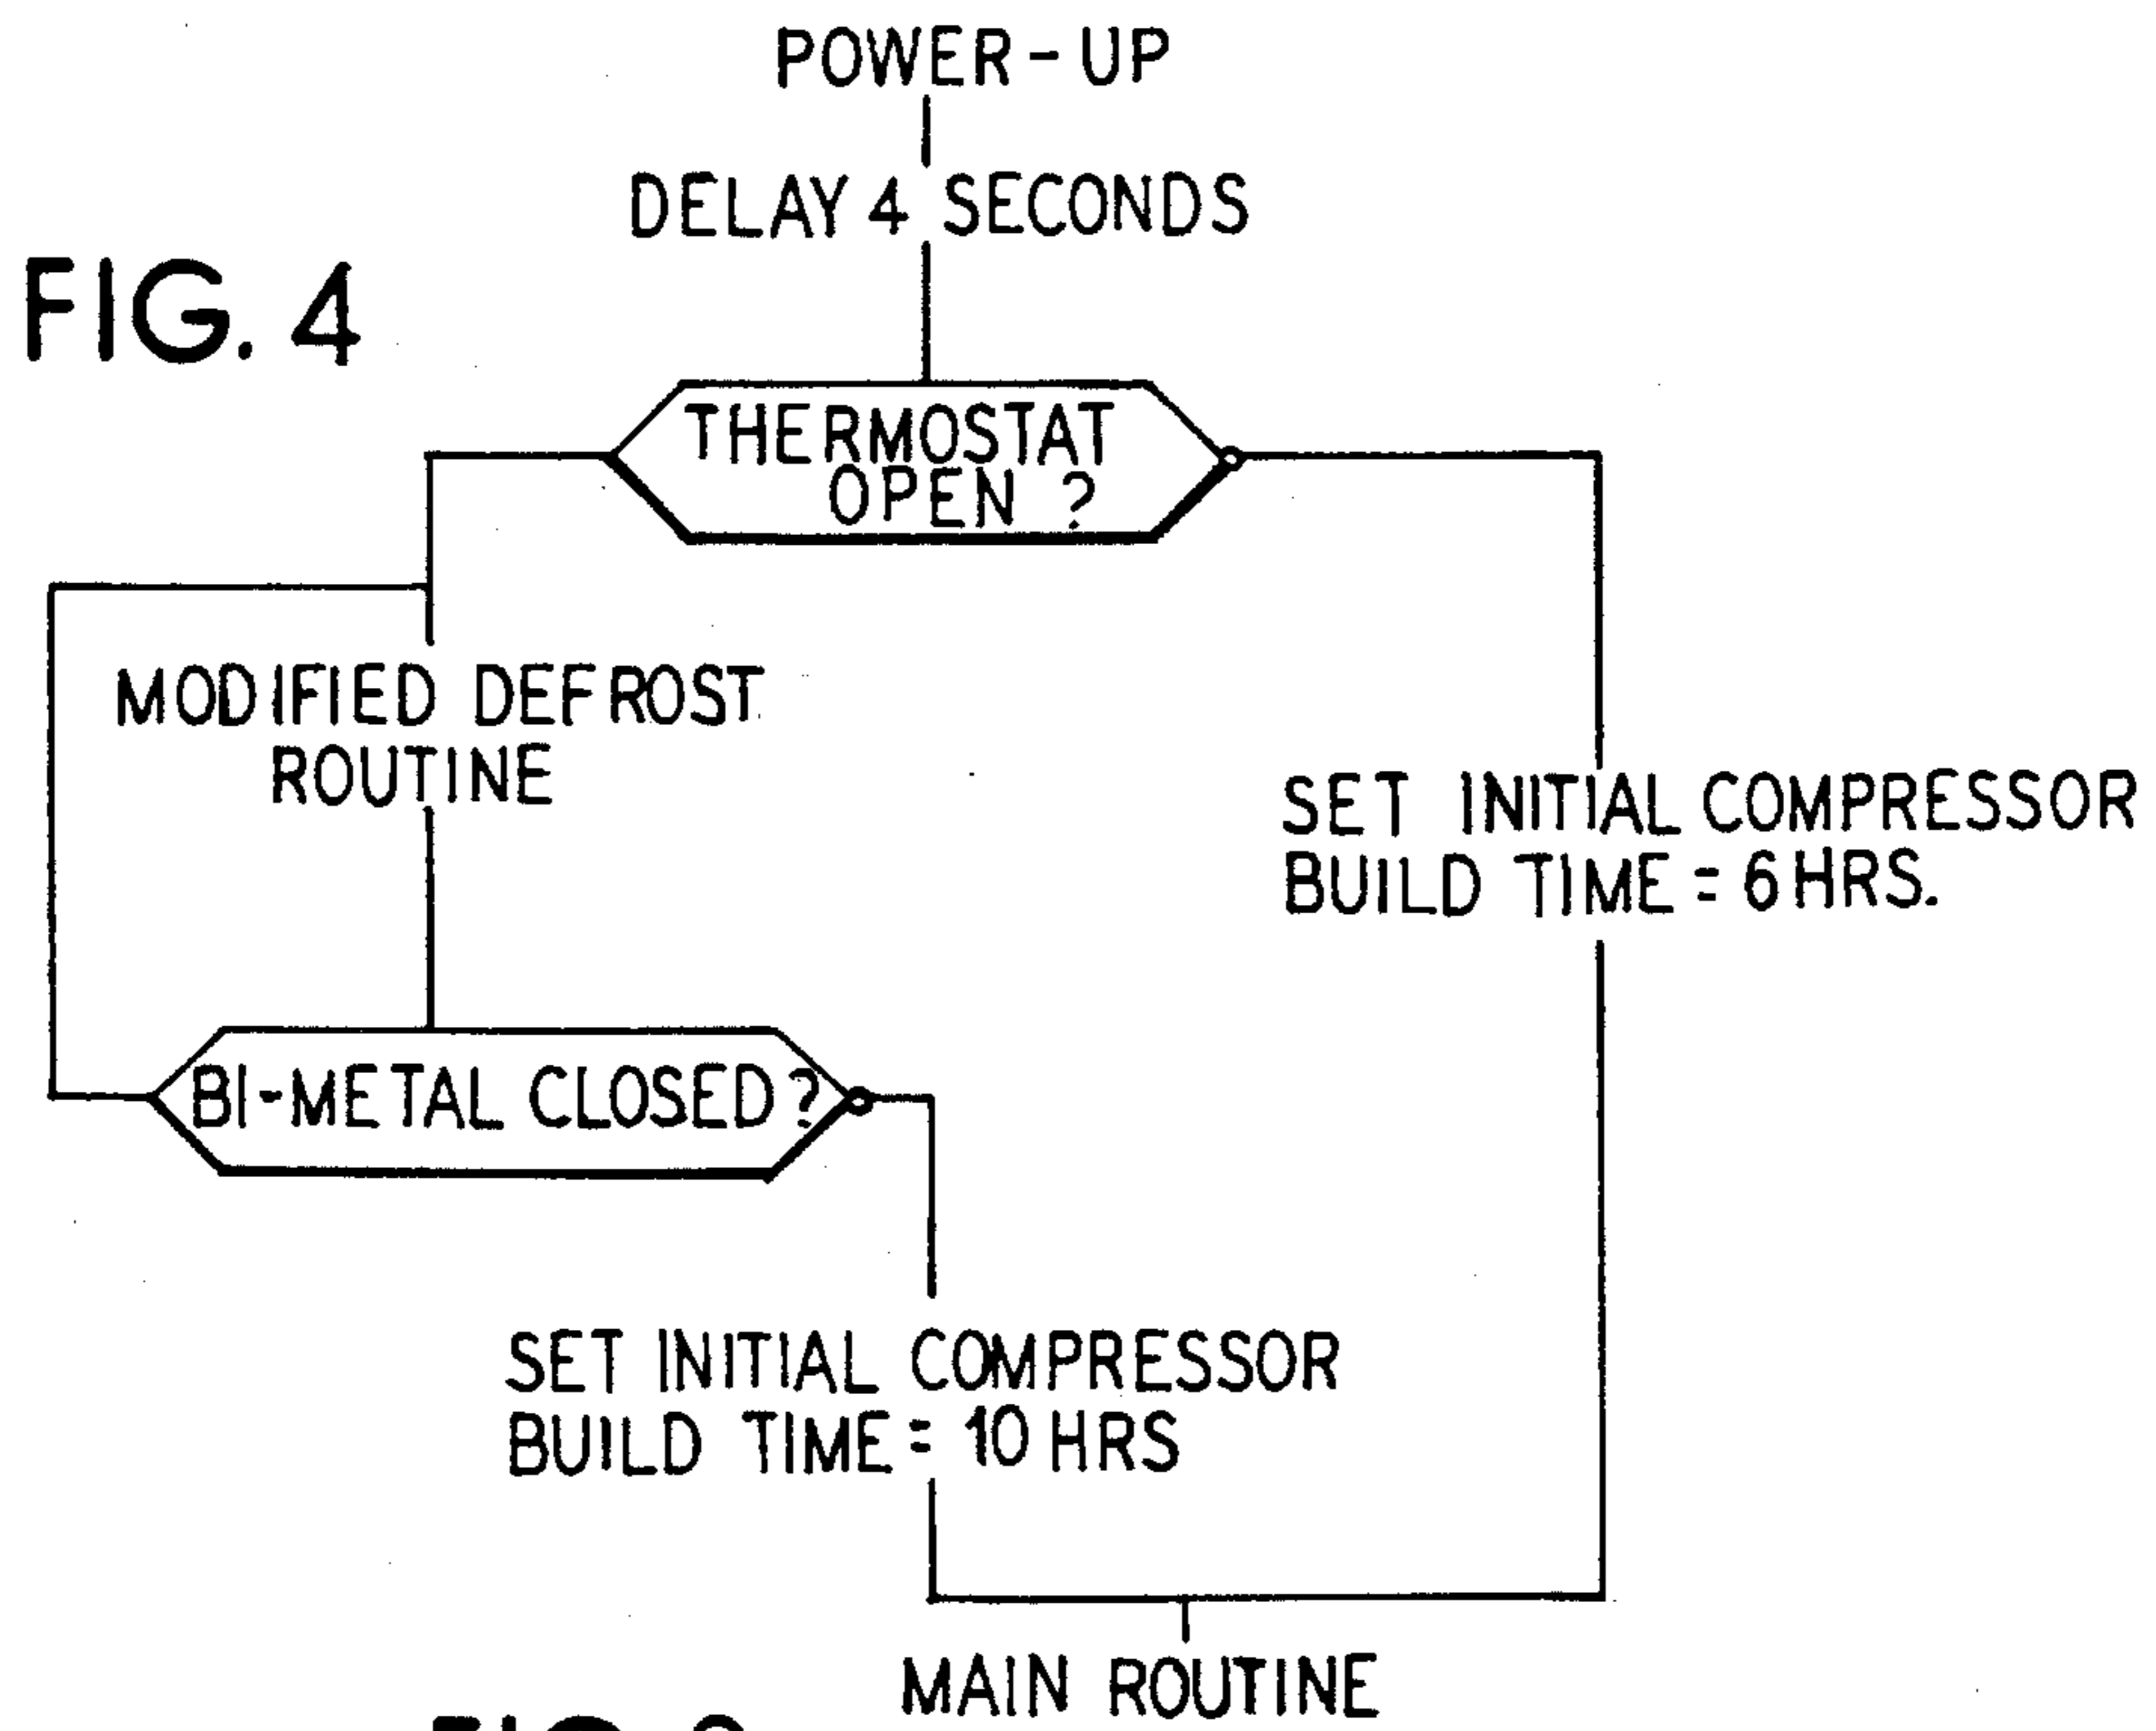 POWER-UP
DELAY 4 SECONDS
FIG. 4
THERMOSTAT
OPEN ?
MODIFIED DEFROST
ROUTINE
SET INITIAL COMPRESSOR
BUILD TIME = 6 HRS.
BI-METAL CLOSED?
SET INITIAL COMPRESSOR
BUILD TIME = 10 HRS
MAIN ROUTINE